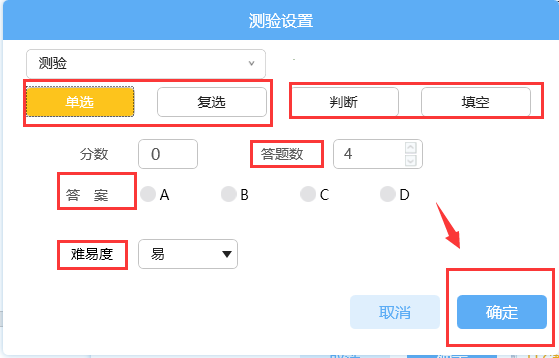 测验设置
测验
单选 复选 判断 填空
分数 0 答题数 4
答 案 A B C D
难易度 易
取消 确定